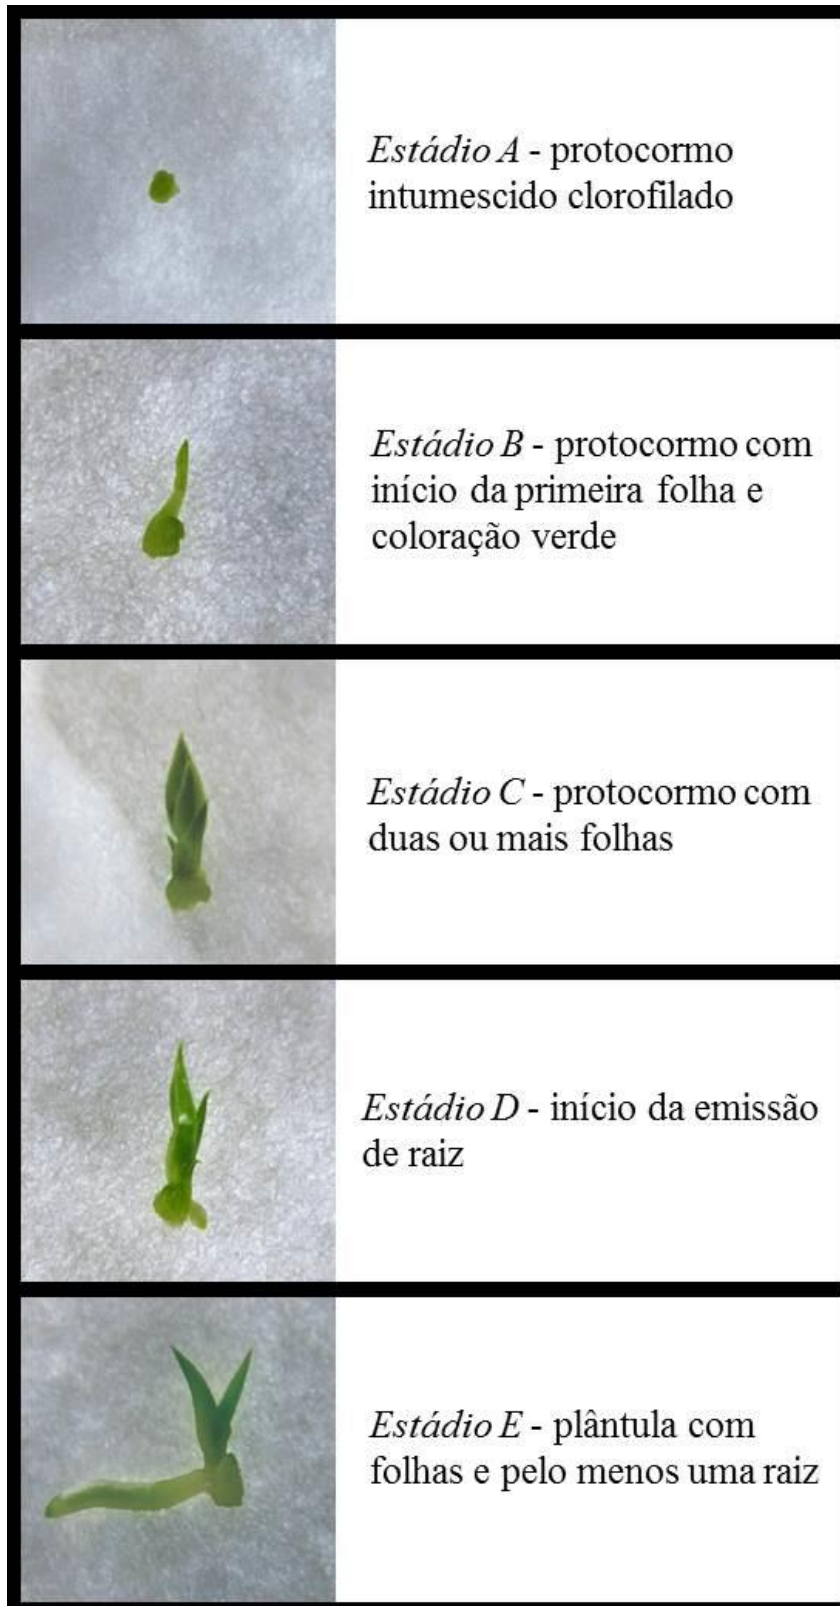 Estádio A - protocormo
intumescido clorofilado
Estádio B - protocormo com
início da primeira folha e
coloração verde
Estádio C - protocormo com
duas ou mais folhas
Estádio D - início da emissão
de raiz
Estádio E - plântula com
folhas e pelo menos uma raiz